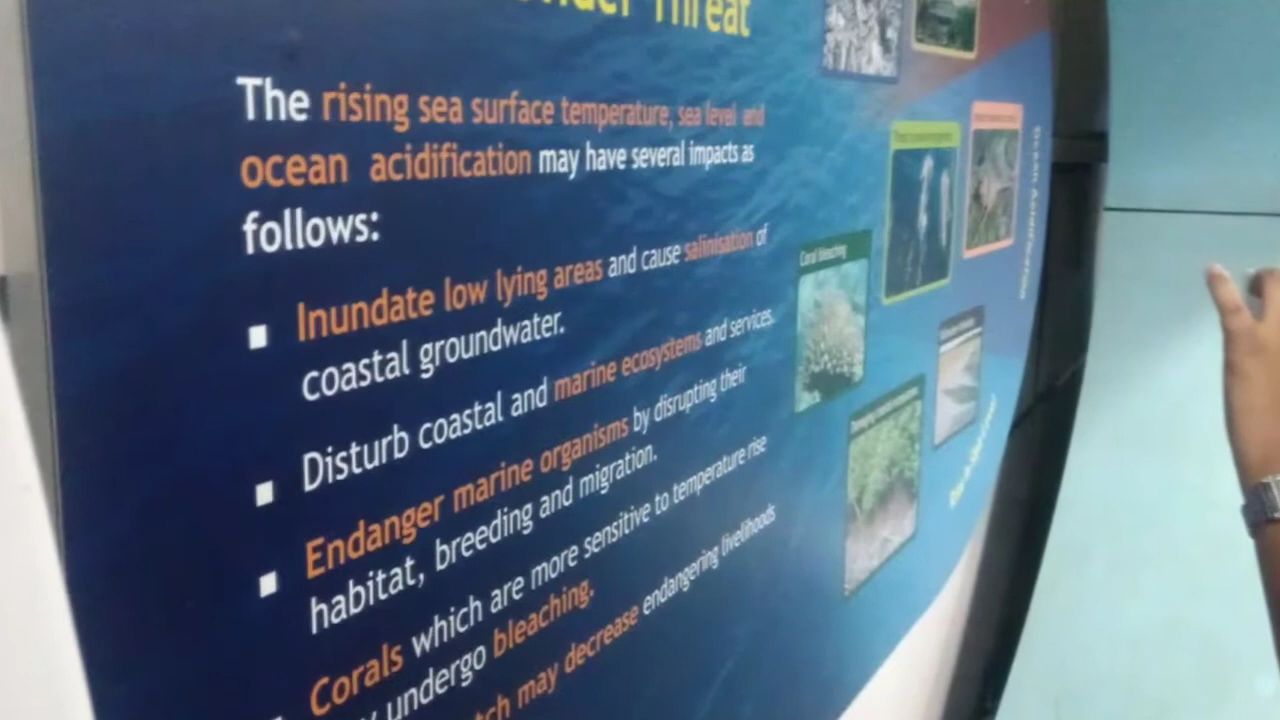 Under Threat
The rising sea surface temperature, sea level and
ocean acidification may have several impacts as
follows:
Inundate low lying areas and cause salinisation of
coastal groundwater.
Disturb coastal and marine ecosystems and services.
Endanger marine organisms by disrupting their
habitat, breeding and migration.
Corals which are more sensitive to temperature rise
undergo bleaching.
may decrease endangering livelihoods
Coral bleaching